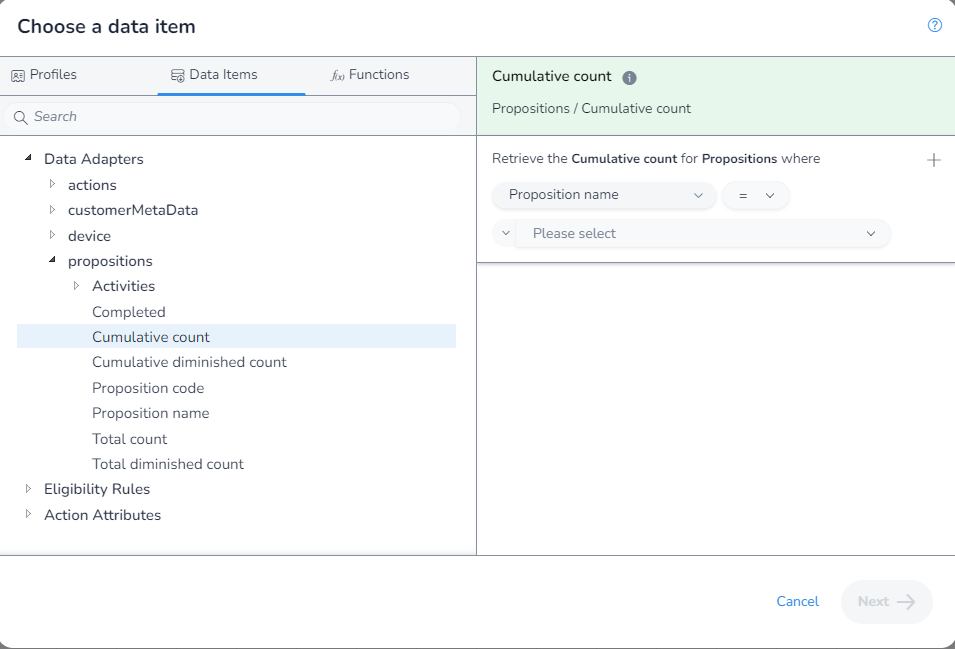 Choose a data item
Profiles
Data Items
f(x) Functions
Search
Data Adapters
actions
customerMetaData
device
propositions
Activities
Completed
Cumulative count
Cumulative diminished count
Proposition code
Proposition name
Total count
Total diminished count
Eligibility Rules
Action Attributes
Cumulative count
Propositions / Cumulative count
Retrieve the Cumulative count for Propositions where
Proposition name
=
Please select
Cancel
Next